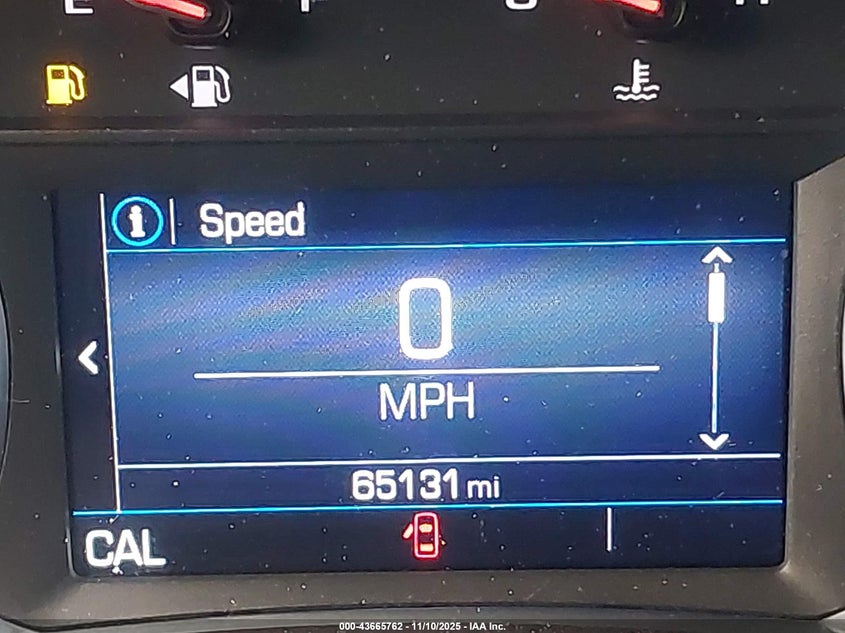 E F C H
Speed
0
MPH
65131 mi
CAL
000-43665762 - 11/10/2025 - IAA Inc.